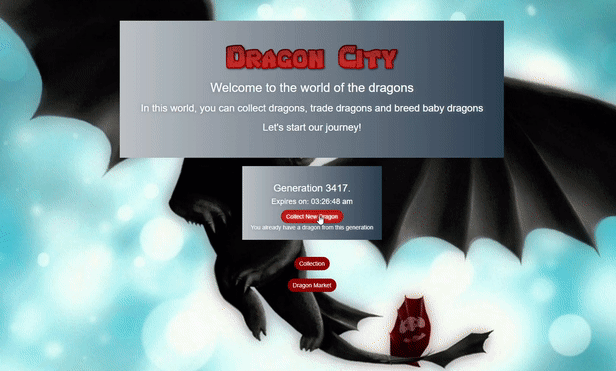 Dragon City
Welcome to the world of the dragons
In this world, you can collect dragons, trade dragons and breed baby dragons
Let's start our journey!
Generation 3417.
Expires on: 03:26:48 am
Collect New Dragon
You already have a dragon from this generation
Collection
Dragon Market